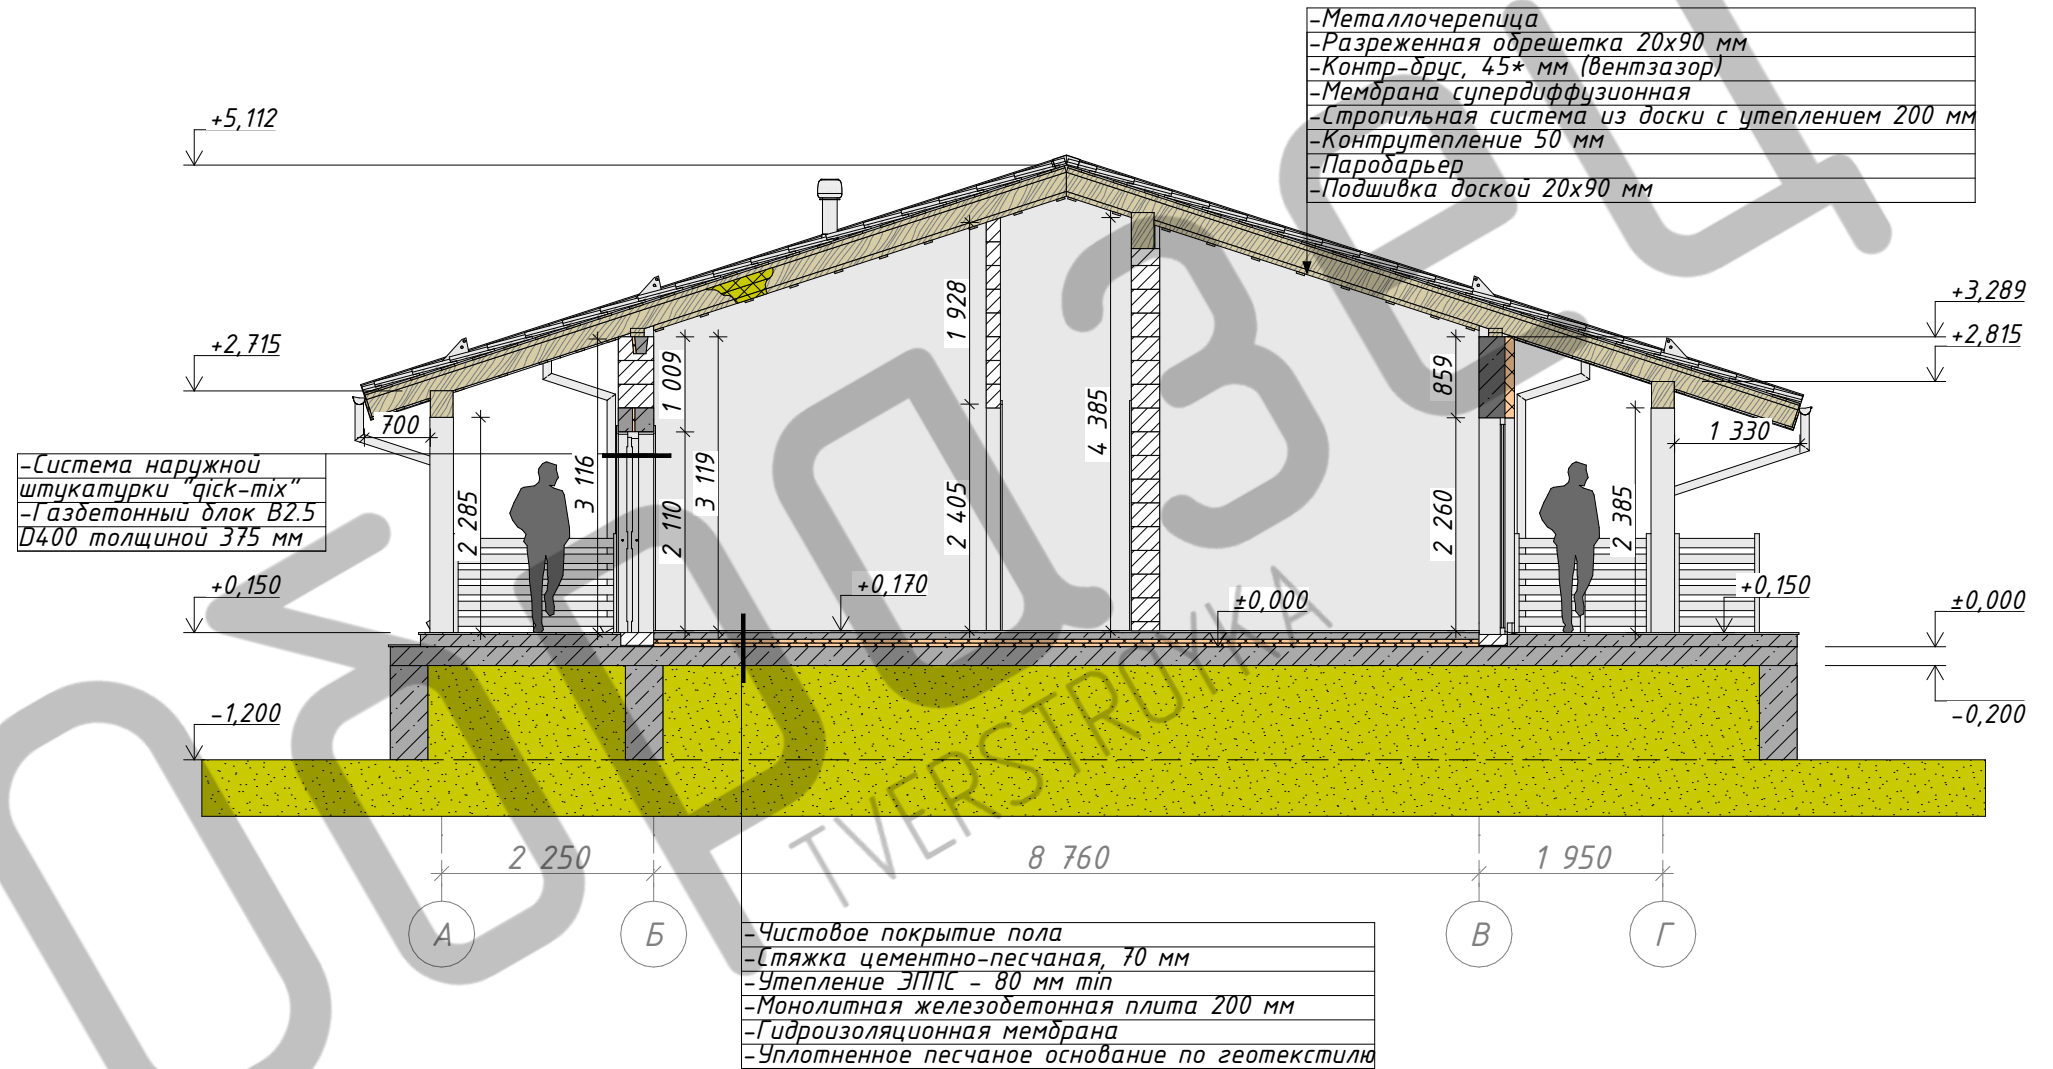 -Металлочерепица
-Разреженная обрешетка 20х90 мм
-Контр-брус, 45* мм (вентзазор)
-Мембрана супердиффузионная
-Стропильная система из доски с утеплением 200 мм
-Контрутепление 50 мм
-Паробарьер
-Подшивка доской 20х90 мм
+5,112
+3,289
+2,715
+2,815
1 928
1 009
859
4 385
700
1 330
-Система наружной
штукатурки "qick-mix"
-Газбетонный блок В2.5
D400 толщиной 375 мм
2 285
3 116
2 110
3 119
2 405
2 260
2 385
+0,150
+0,170
±0,000
+0,150
±0,000
-1,200
-0,200
ОБРАЗЕЦ
TVERSTROYKA
2 250
8 760
1 950
А
Б
В
Г
-Чистовое покрытие пола
-Стяжка цементно-песчаная, 70 мм
-Утепление ЭППС - 80 мм min
-Монолитная железобетонная плита 200 мм
-Гидроизоляционная мембрана
-Уплотненное песчаное основание по геотекстилю